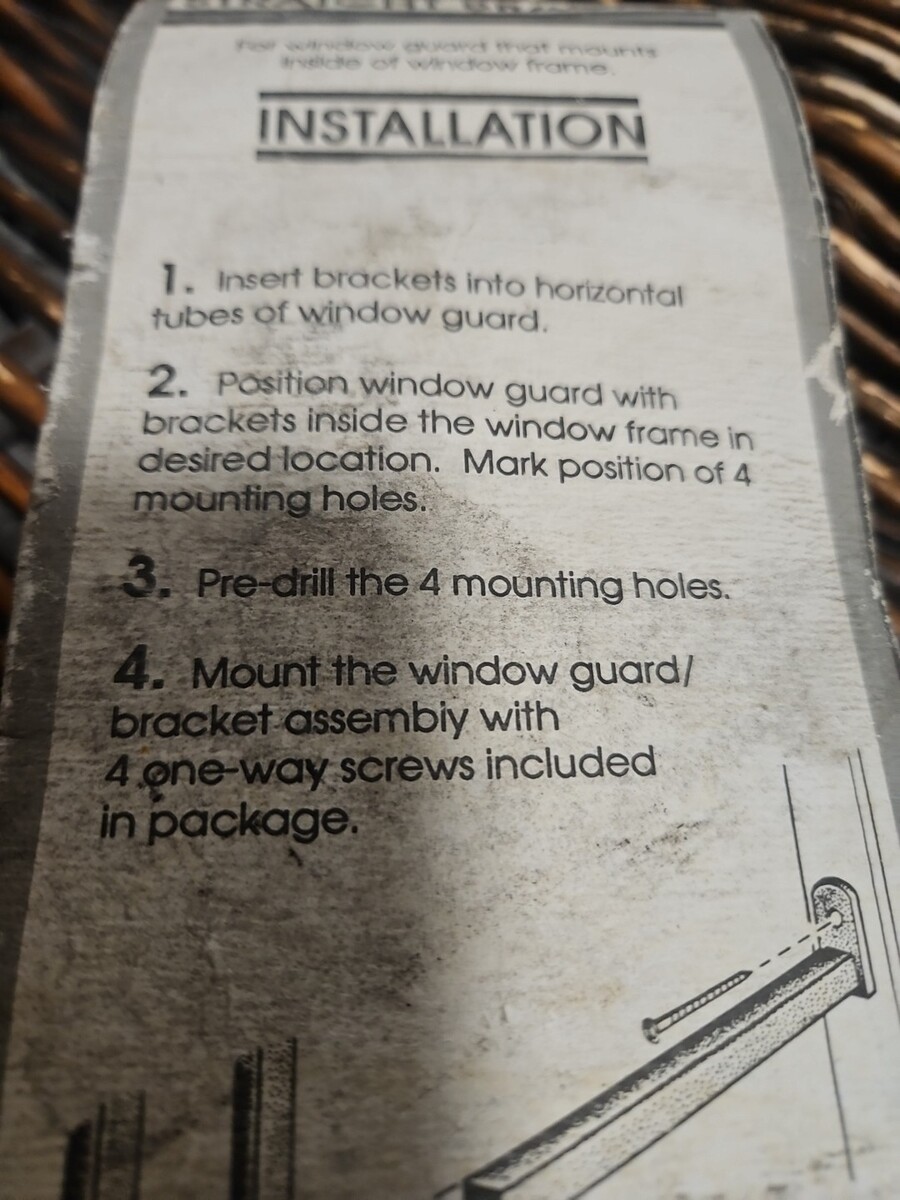 STRAIGHT
For window guard that mounts
inside of window frame.
INSTALLATION
1. Insert brackets into horizontal
tubes of window guard.
2. Position window guard with
brackets inside the window frame in
desired location. Mark position of 4
mounting holes.
3. Pre-drill the 4 mounting holes.
4. Mount the window guard/
bracket assembly with
4 one-way screws included
in package.